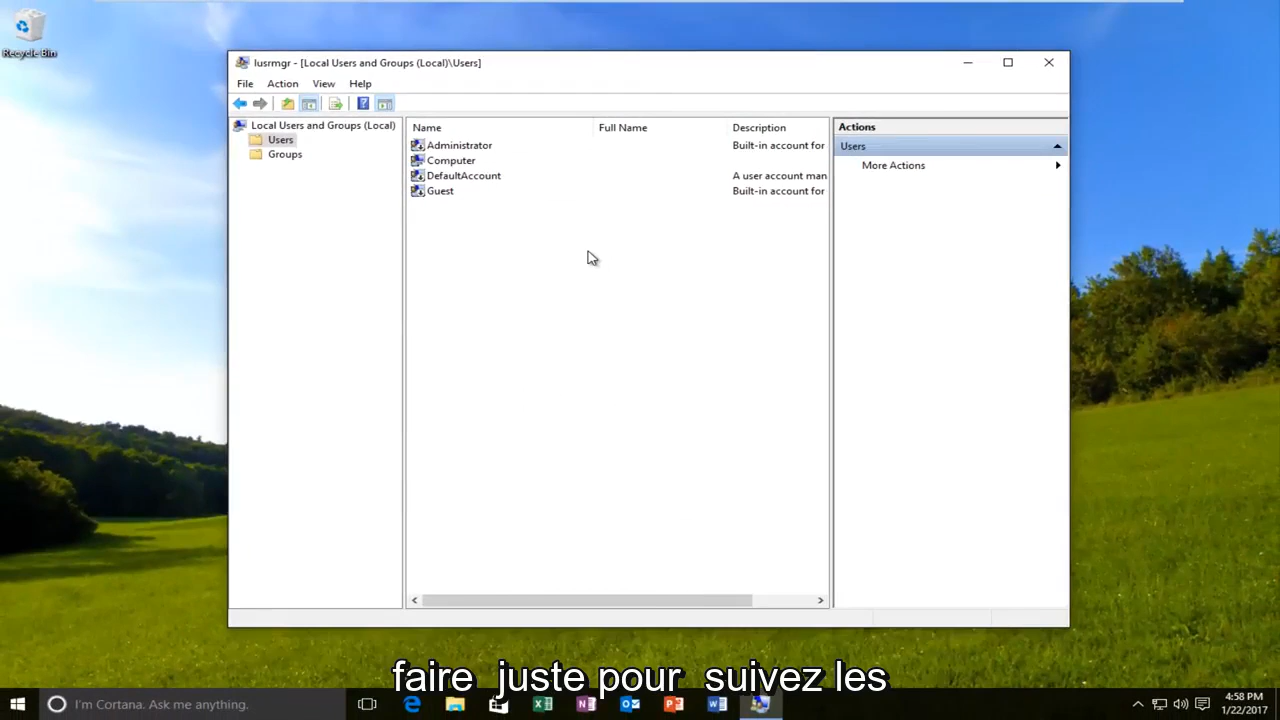 Recycle Bin
lusrmgr - [Local Users and Groups (Local)\Users]
File Action View Help
Local Users and Groups (Local)
Users
Groups
Name Full Name Description
Administrator Built-in account for
Computer
DefaultAccount A user account man
Guest Built-in account for
Actions
Users
More Actions
faire juste pour suivez les
I'm Cortana. Ask me anything.
4:58 PM
1/22/2017